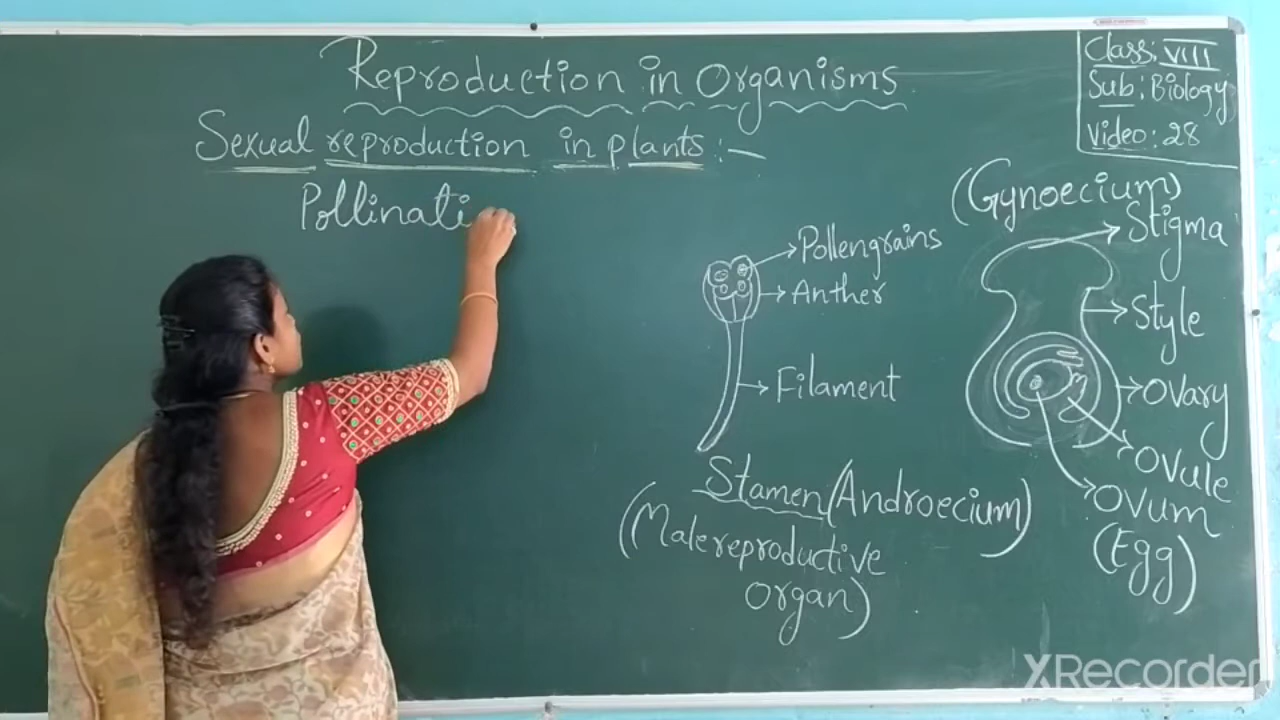 Reproduction in Organisms
Class: VIII
Sub: Biology
Video: 28
Sexual reproduction in plants :-
Pollinati
Pollengrains
Anther
Filament
Stamen (Androecium)
(Male reproductive
organ)
(Gynoecium)
Stigma
Style
Ovary
Ovule
Ovum
(Egg)
XRecorder